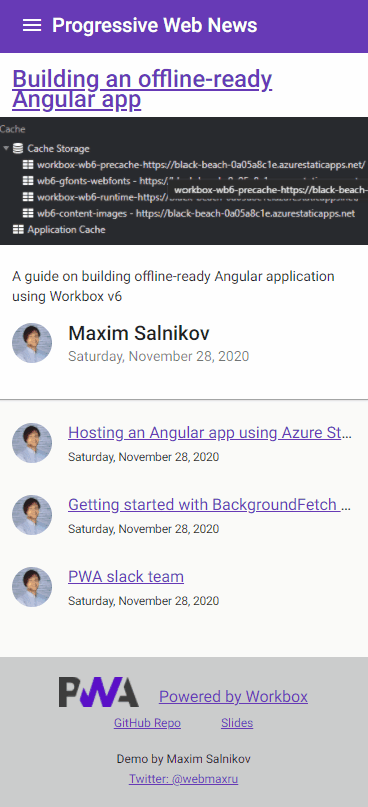 Progressive Web News
Building an offline-ready
Angular app
Cache
Cache Storage
workbox-wb6-precache-https://black-beach-0a05a8c1e.azurestaticapps.net/
wb6-gfonts-webfonts - https:/
workbox-wb6-precache-https://black-beach-
workbox-wb6-runtime-https:/
wb6-content-images - https://black-beach-0a05a8c1e.azurestaticapps.net
Application Cache
A guide on building offline-ready Angular application
using Workbox v6
Maxim Salnikov
Saturday, November 28, 2020
Hosting an Angular app using Azure St...
Saturday, November 28, 2020
Getting started with BackgroundFetch ...
Saturday, November 28, 2020
PWA slack team
Saturday, November 28, 2020
PWA Powered by Workbox
GitHub Repo Slides
Demo by Maxim Salnikov
Twitter: @webmaxru